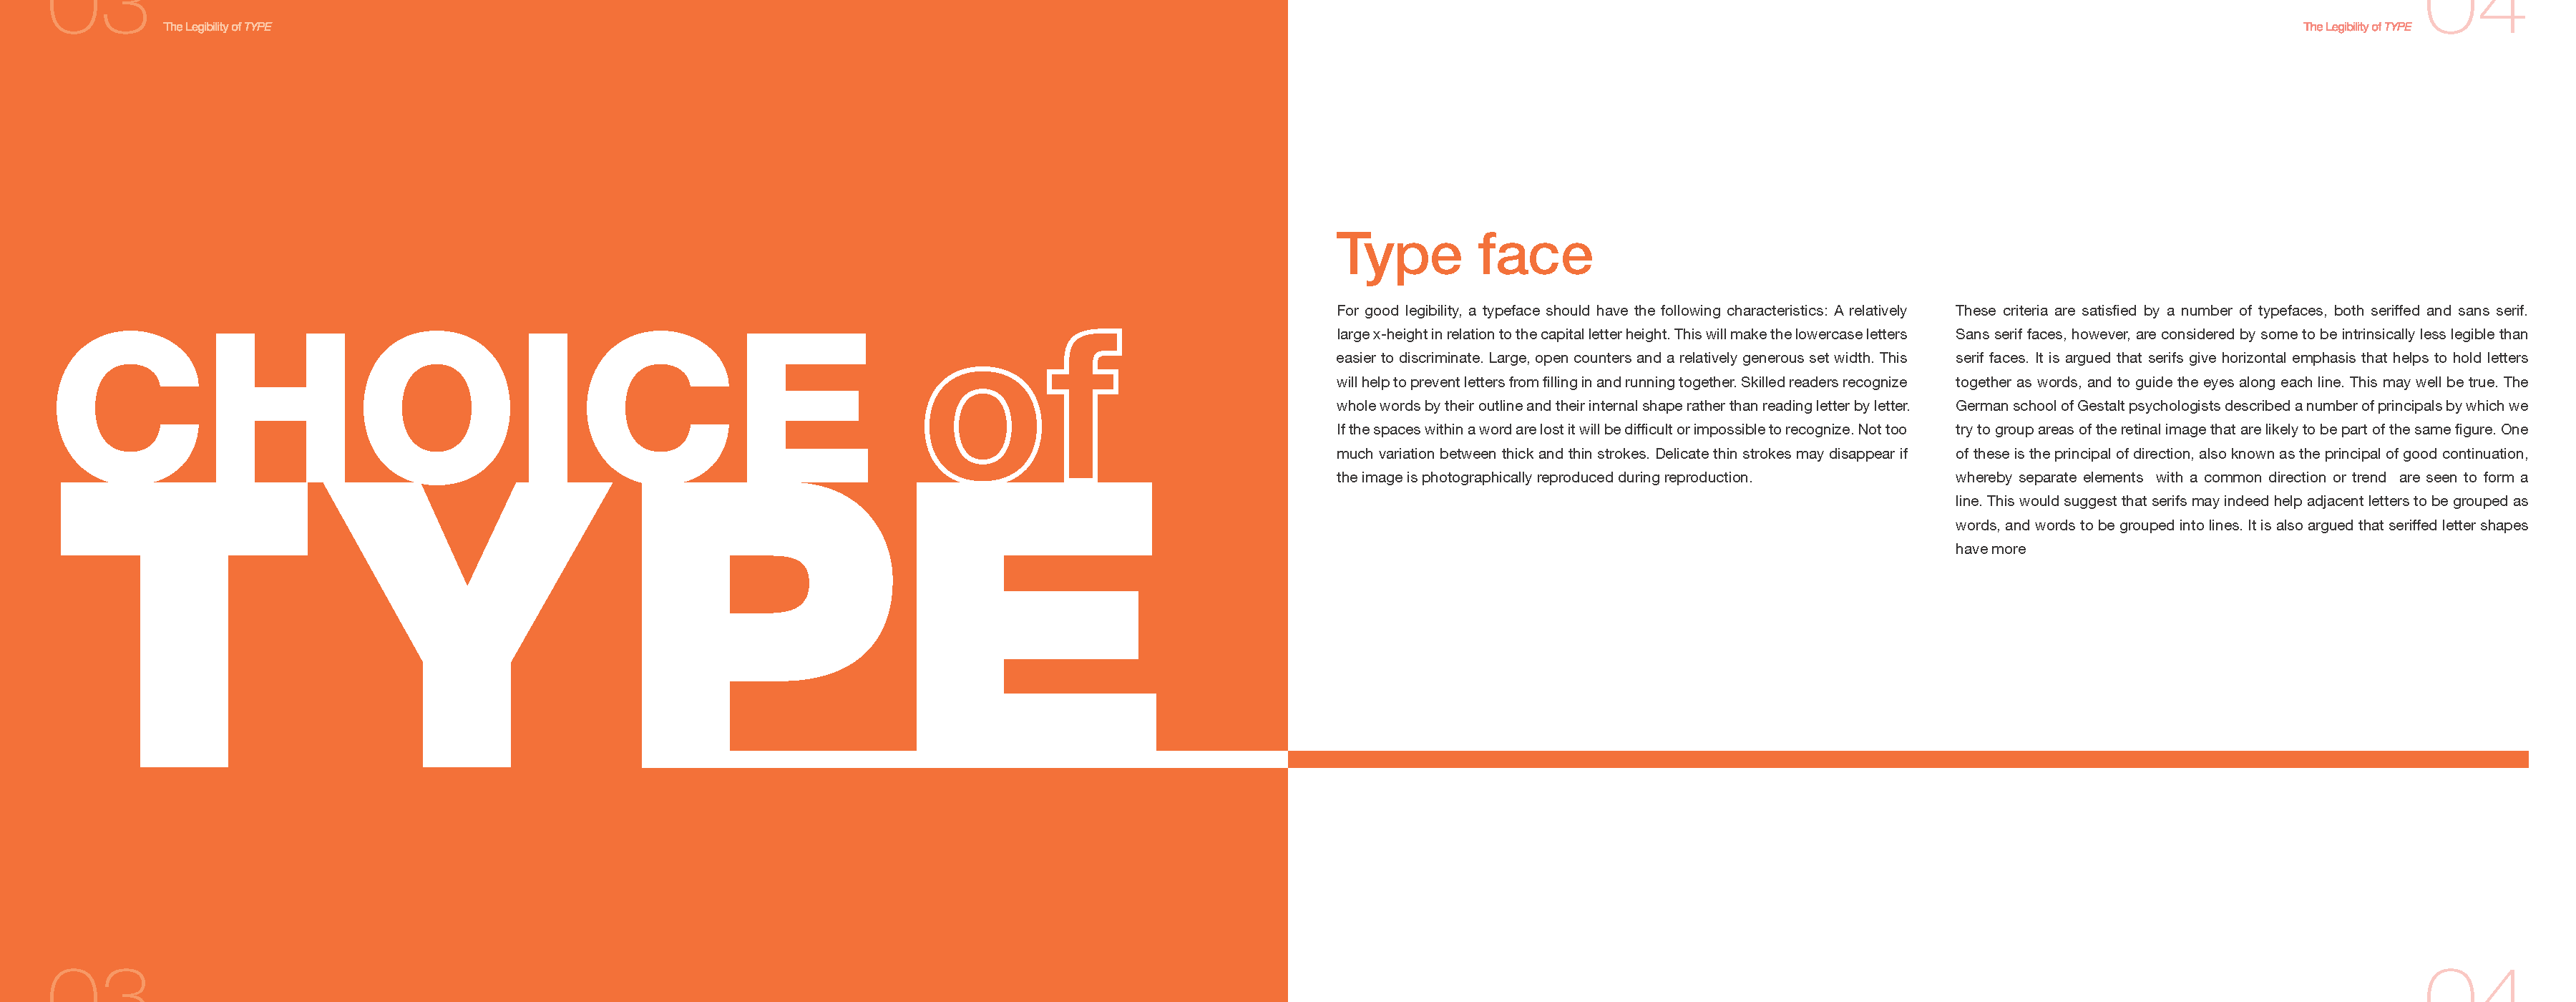 03 The Legibility of TYPE
The Legibility of TYPE 04
CHOICE of
TYPE
Type face
For good legibility, a typeface should have the following characteristics: A relatively
large x-height in relation to the capital letter height. This will make the lowercase letters
easier to discriminate. Large, open counters and a relatively generous set width. This
will help to prevent letters from filling in and running together. Skilled readers recognize
whole words by their outline and their internal shape rather than reading letter by letter.
If the spaces within a word are lost it will be difficult or impossible to recognize. Not too
much variation between thick and thin strokes. Delicate thin strokes may disappear if
the image is photographically reproduced during reproduction.
These criteria are satisfied by a number of typefaces, both seriffed and sans serif.
Sans serif faces, however, are considered by some to be intrinsically less legible than
serif faces. It is argued that serifs give horizontal emphasis that helps to hold letters
together as words, and to guide the eyes along each line. This may well be true. The
German school of Gestalt psychologists described a number of principals by which we
try to group areas of the retinal image that are likely to be part of the same figure. One
of these is the principal of direction, also known as the principal of good continuation,
whereby separate elements with a common direction or trend are seen to form a
line. This would suggest that serifs may indeed help adjacent letters to be grouped as
words, and words to be grouped into lines. It is also argued that seriffed letter shapes
have more
03
04